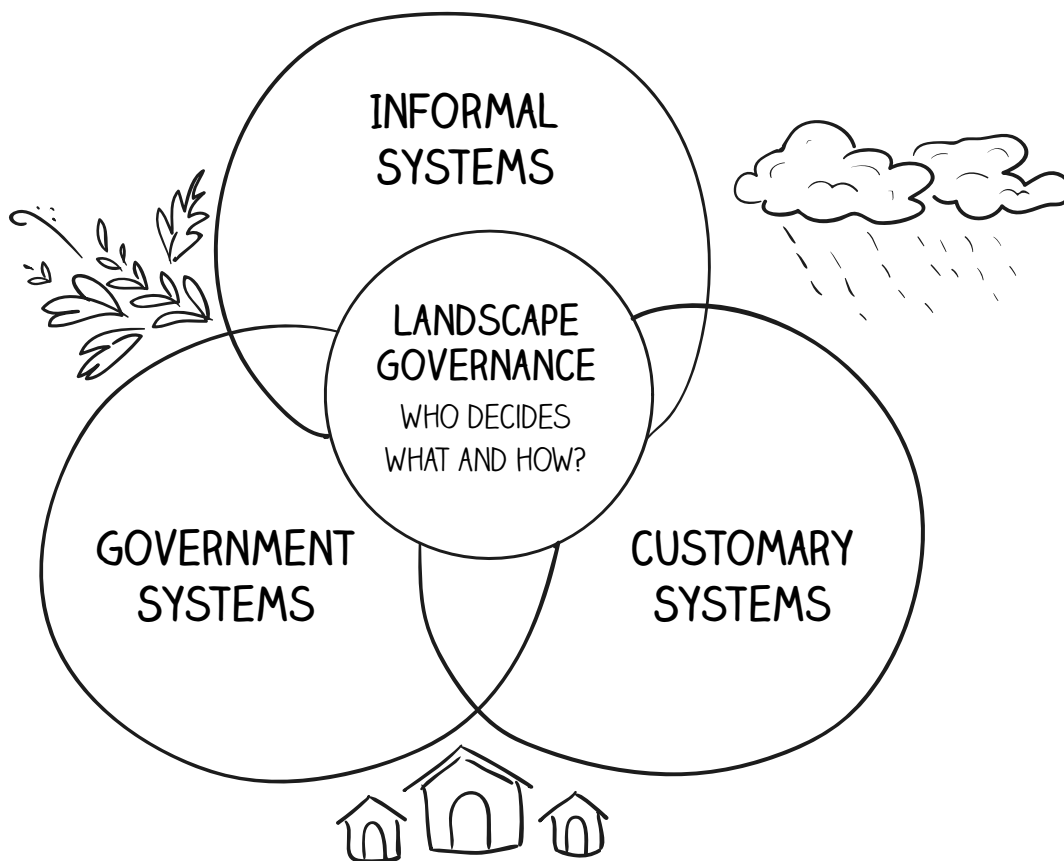 INFORMAL
SYSTEMS
LANDSCAPE
GOVERNANCE
WHO DECIDES
WHAT AND HOW?
GOVERNMENT
SYSTEMS
CUSTOMARY
SYSTEMS